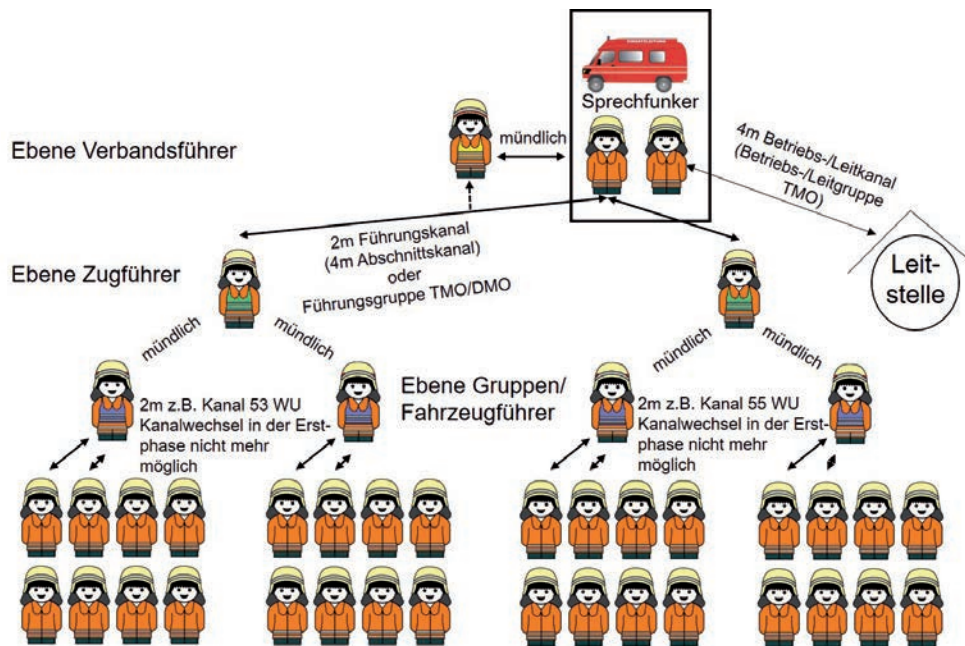 Sprechfunker
mündlich
4m Betriebs-/Leitkanal
(Betriebs-/Leitgruppe
TMO)
Ebene Verbandsführer
2m Führungskanal
(4m Abschnittskanal)
oder
Führungsgruppe TMO/DMO
Ebene Zugführer
Leit-
stelle
mündlich
mündlich
mündlich
mündlich
Ebene Gruppen/
Fahrzeugführer
2m z.B. Kanal 53 WU
Kanalwechsel in der Erst-
phase nicht mehr
möglich
2m z.B. Kanal 55 WU
Kanalwechsel in der Erst-
phase nicht mehr
möglich